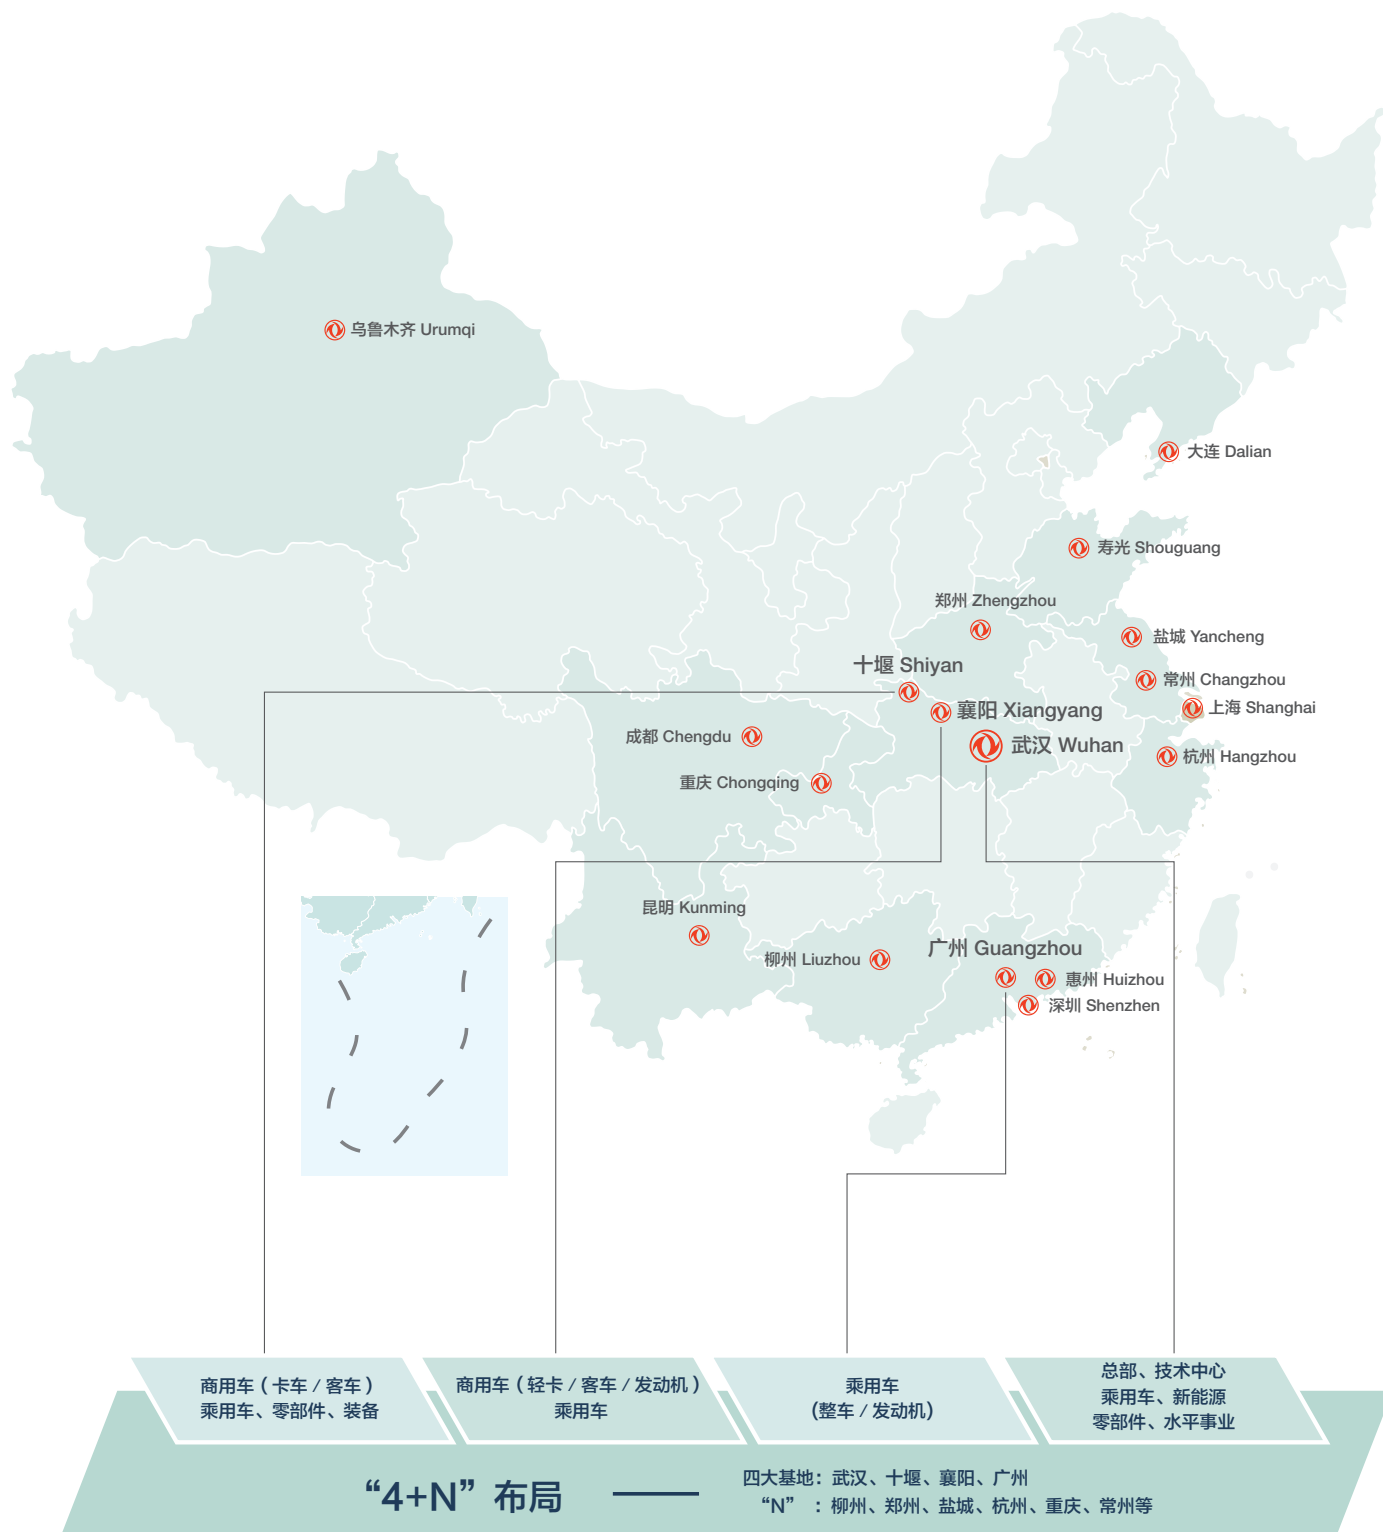 乌鲁木齐 Urumqi
大连 Dalian
寿光 Shouguang
郑州 Zhengzhou
盐城 Yancheng
十堰 Shiyan
常州 Changzhou
襄阳 Xiangyang
上海 Shanghai
成都 Chengdu
武汉 Wuhan
杭州 Hangzhou
重庆 Chongqing
昆明 Kunming
柳州 Liuzhou
广州 Guangzhou
惠州 Huizhou
深圳 Shenzhen
商用车（卡车 / 客车）
乘用车、零部件、装备
商用车（轻卡 / 客车 / 发动机）
乘用车
乘用车
(整车 / 发动机)
总部、技术中心
乘用车、新能源
零部件、水平事业
“4+N”布局
四大基地：武汉、十堰、襄阳、广州
“N”：柳州、郑州、盐城、杭州、重庆、常州等